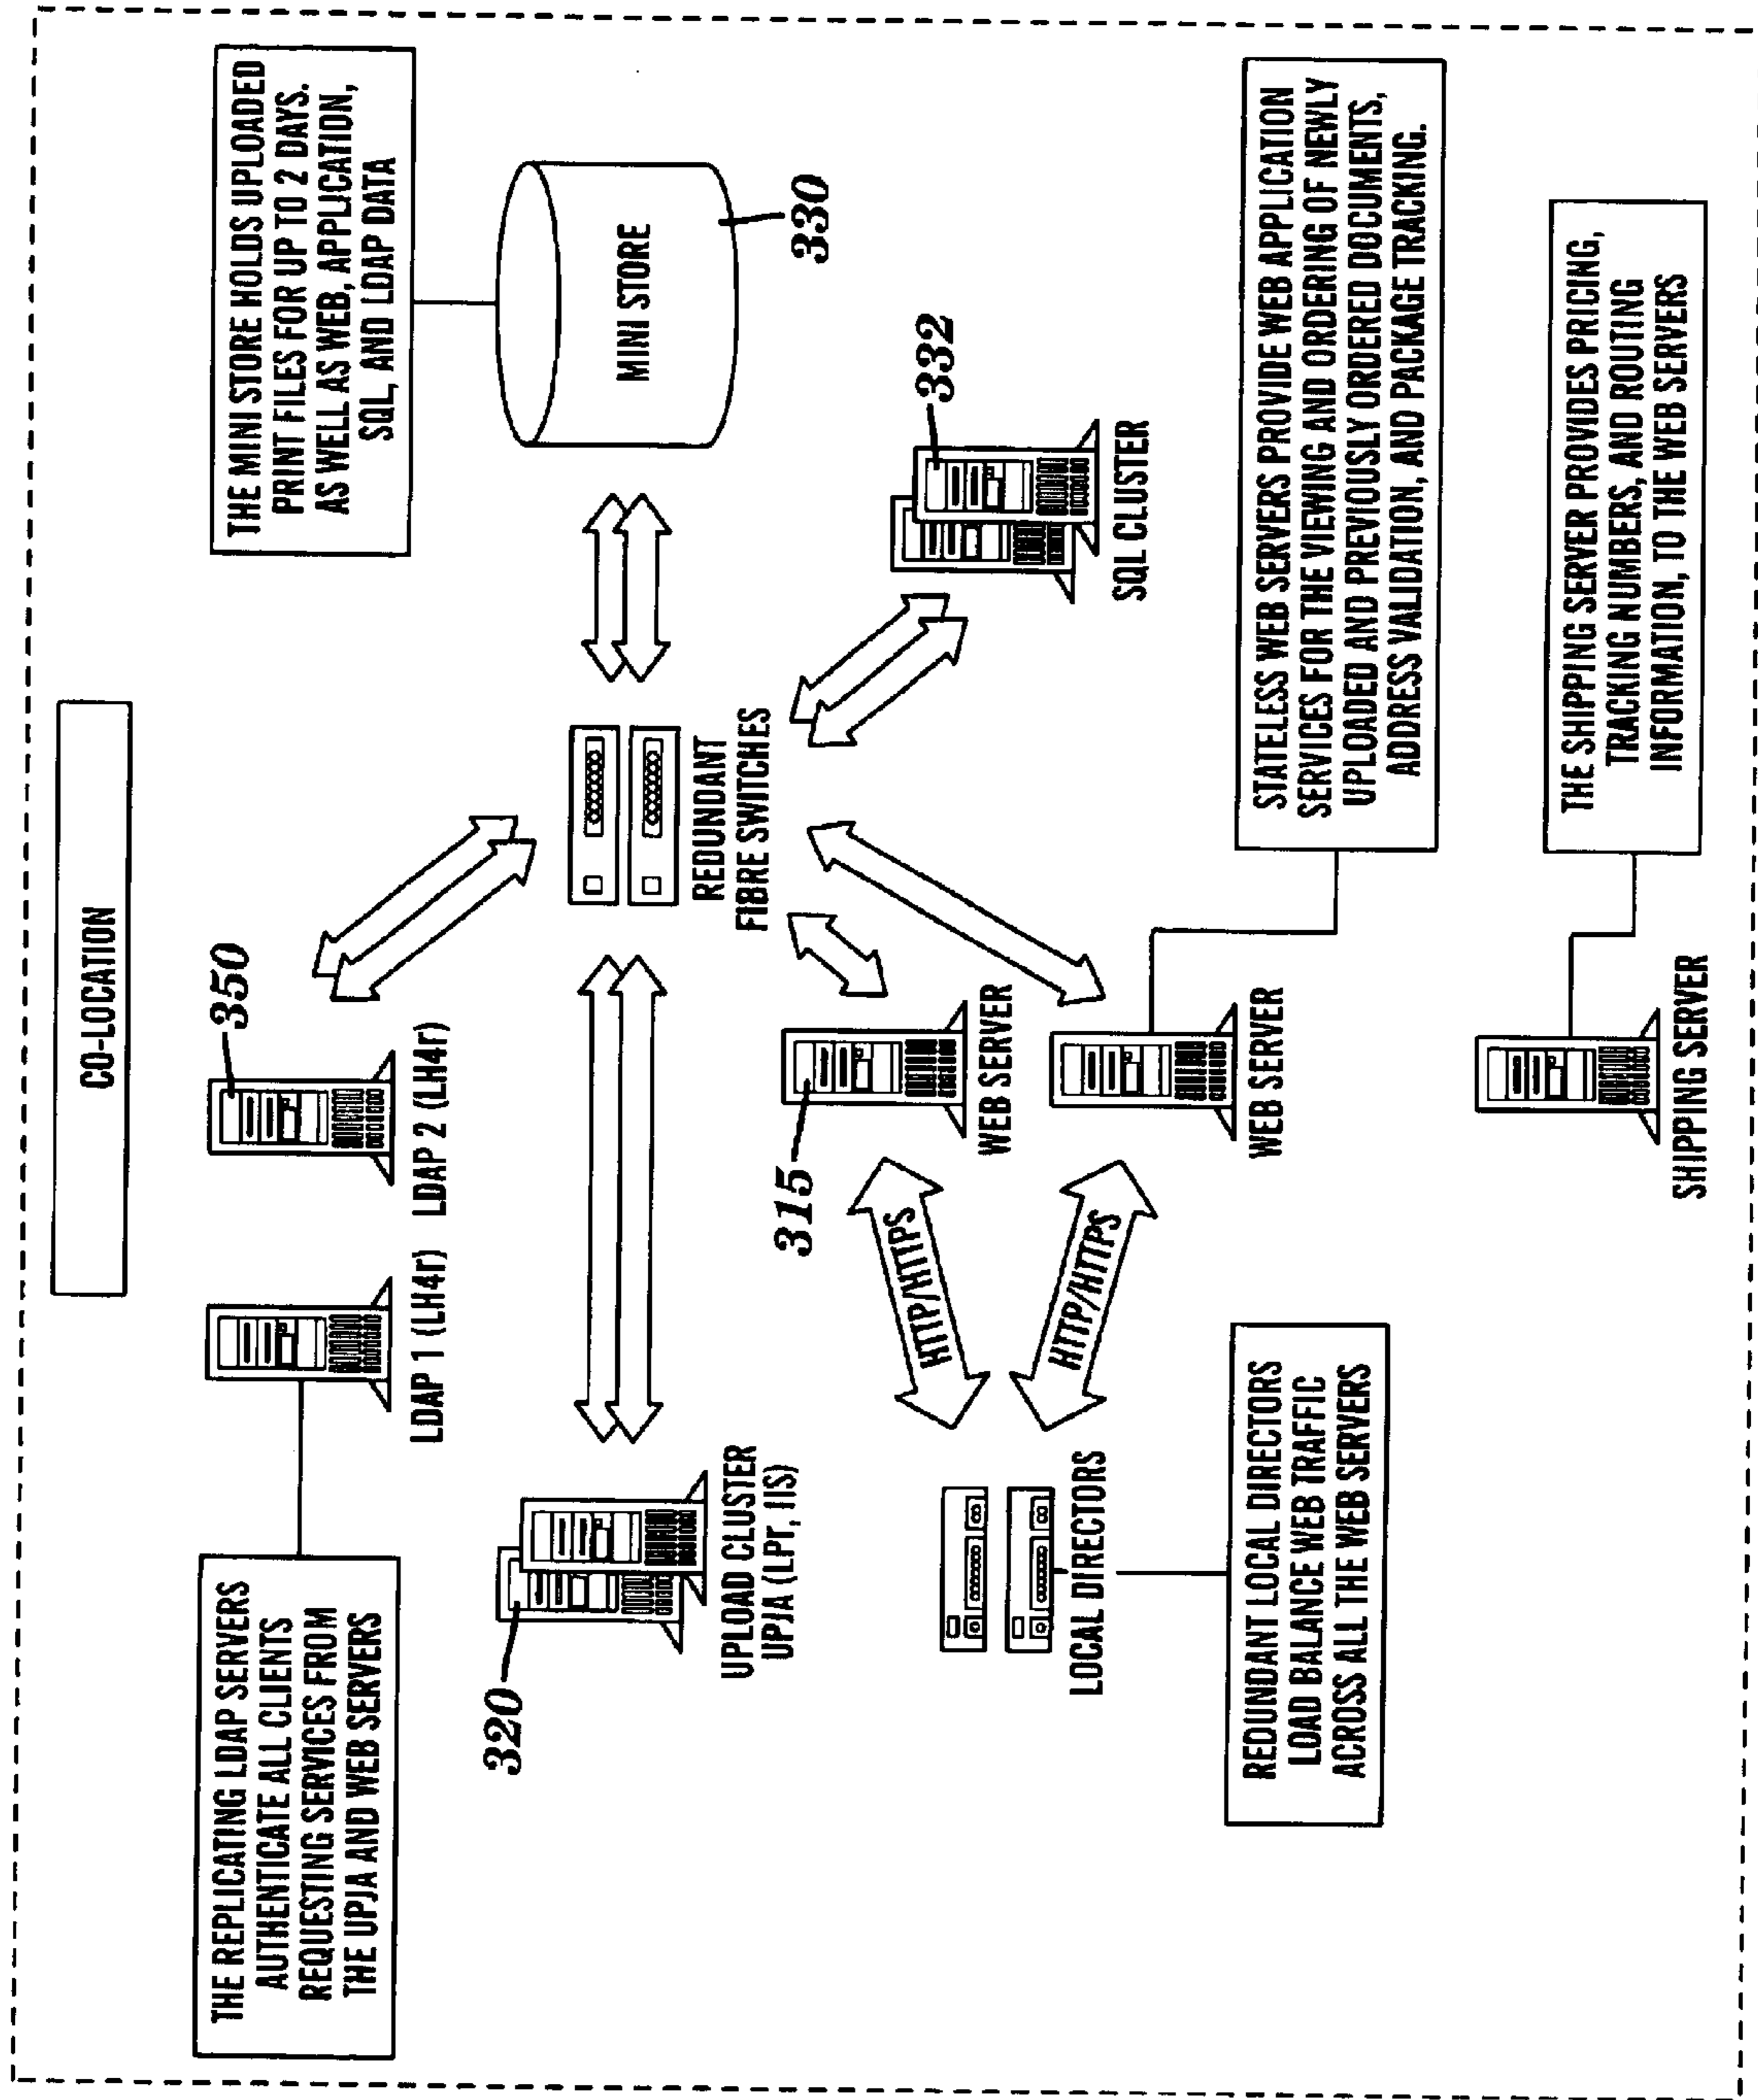 CO-LOCATION
THE REPLICATING LDAP SERVERS
AUTHENTICATE ALL CLIENTS
REQUESTING SERVICES FROM
THE UPJA AND WEB SERVERS
350
LDAP 1 (LH4r) LDAP 2 (LH4r)
THE MINI STORE HOLDS UPLOADED
PRINT FILES FOR UP TO 2 DAYS.
AS WELL AS WEB, APPLICATION,
SQL, AND LDAP DATA
320
UPLOAD CLUSTER
UPJA (LPr, IIS)
REDUNDANT
FIBRE SWITCHES
MINI STORE
330
315
WEB SERVER
332
SQL CLUSTER
HTTP/HTTPS
HTTP/HTTPS
LOCAL DIRECTORS
WEB SERVER
REDUNDANT LOCAL DIRECTORS
LOAD BALANCE WEB TRAFFIC
ACROSS ALL THE WEB SERVERS
STATELESS WEB SERVERS PROVIDE WEB APPLICATION
SERVICES FOR THE VIEWING AND ORDERING OF NEWLY
UPLOADED AND PREVIOUSLY ORDERED DOCUMENTS,
ADDRESS VALIDATION, AND PACKAGE TRACKING.
SHIPPING SERVER
THE SHIPPING SERVER PROVIDES PRICING,
TRACKING NUMBERS, AND ROUTING
INFORMATION, TO THE WEB SERVERS